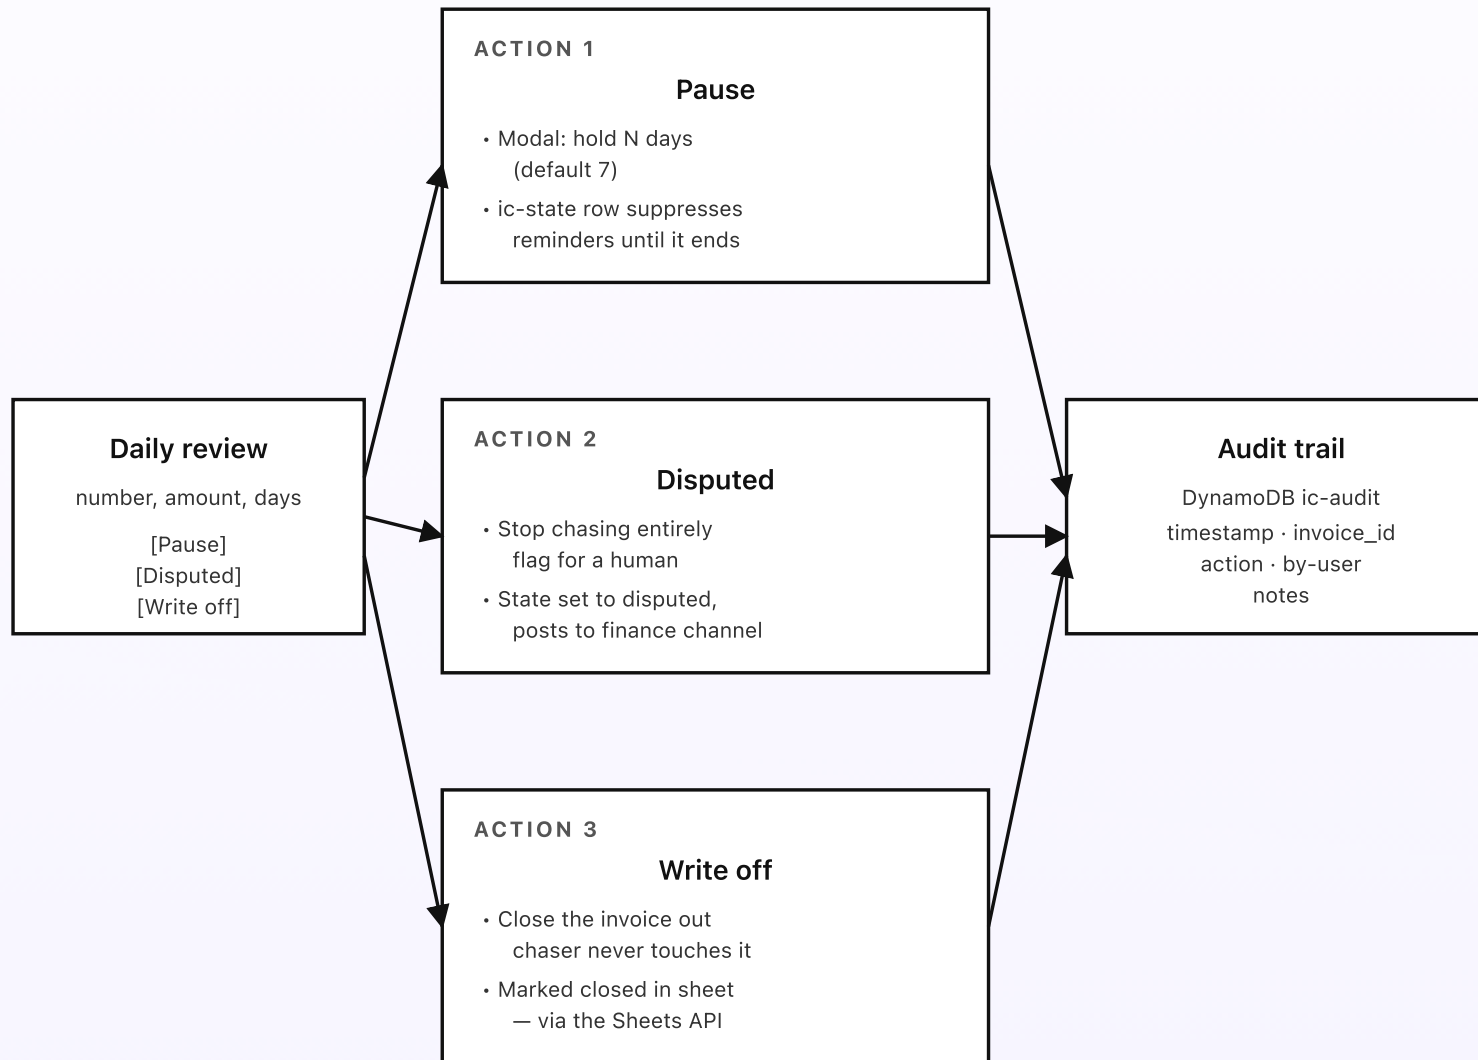 ACTION 1
Pause
• Modal: hold N days
(default 7)
• ic-state row suppresses
reminders until it ends
Daily review
number, amount, days
[Pause]
[Disputed]
[Write off]
ACTION 2
Disputed
• Stop chasing entirely
flag for a human
• State set to disputed,
posts to finance channel
Audit trail
DynamoDB ic-audit
timestamp · invoice_id
action · by-user
notes
ACTION 3
Write off
• Close the invoice out
chaser never touches it
• Marked closed in sheet
— via the Sheets API